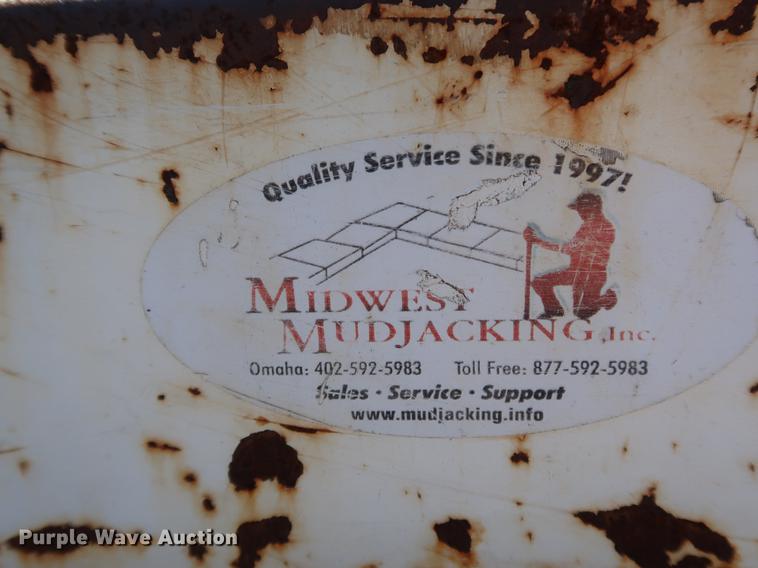 Quality Service Since 1997!
MIDWEST
MUDJACKING, Inc.
Omaha: 402-592-5983 Toll Free: 877-592-5983
Sales · Service · Support
www.mudjacking.info
Purple Wave Auction